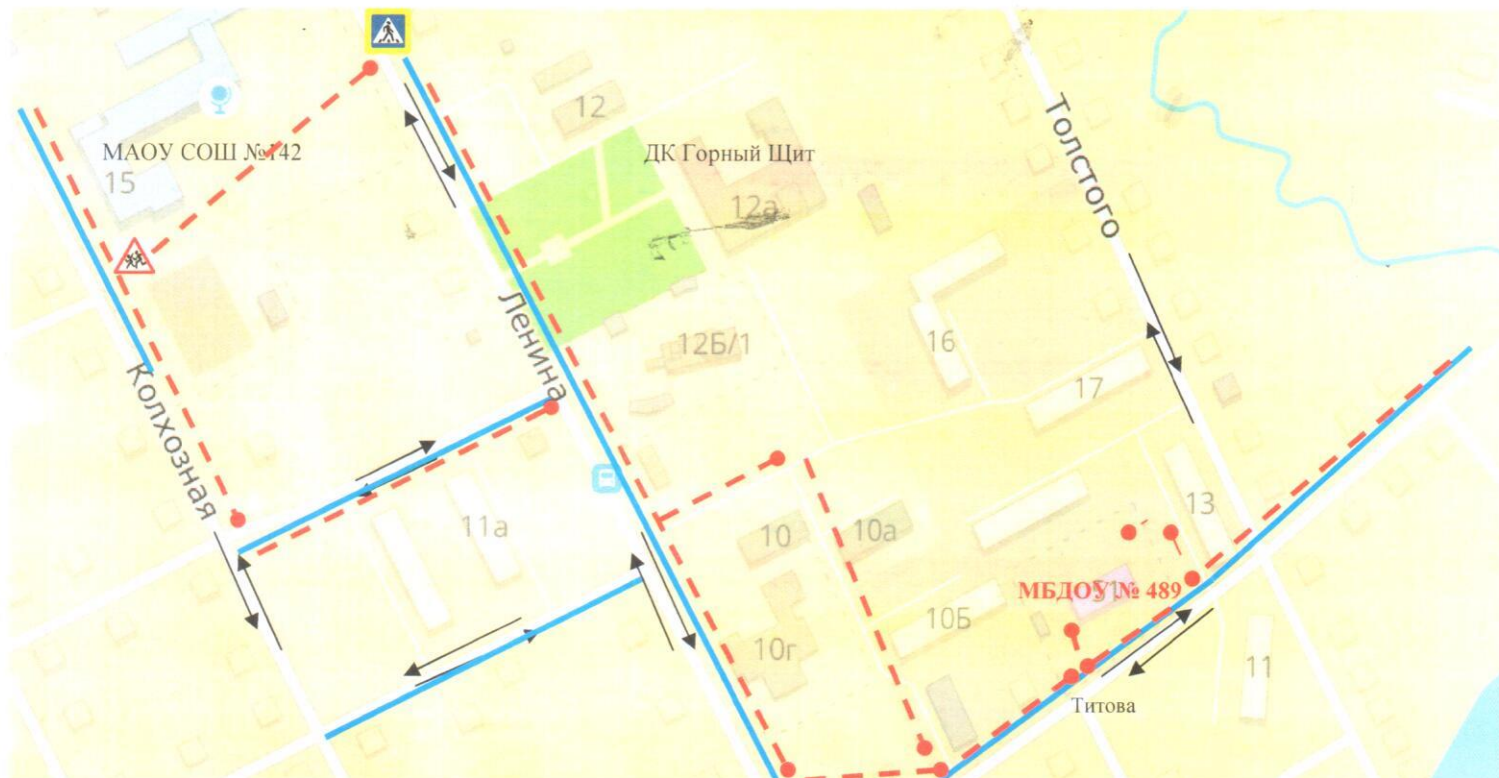 12
МАОУ СОШ №142
15
ДК Горный Щит
12а
Толстого
Ленина
12Б/1
16
17
Колхозная
11а
10
10а
13
МБДОУ № 489
10Б
10г
11
Титова